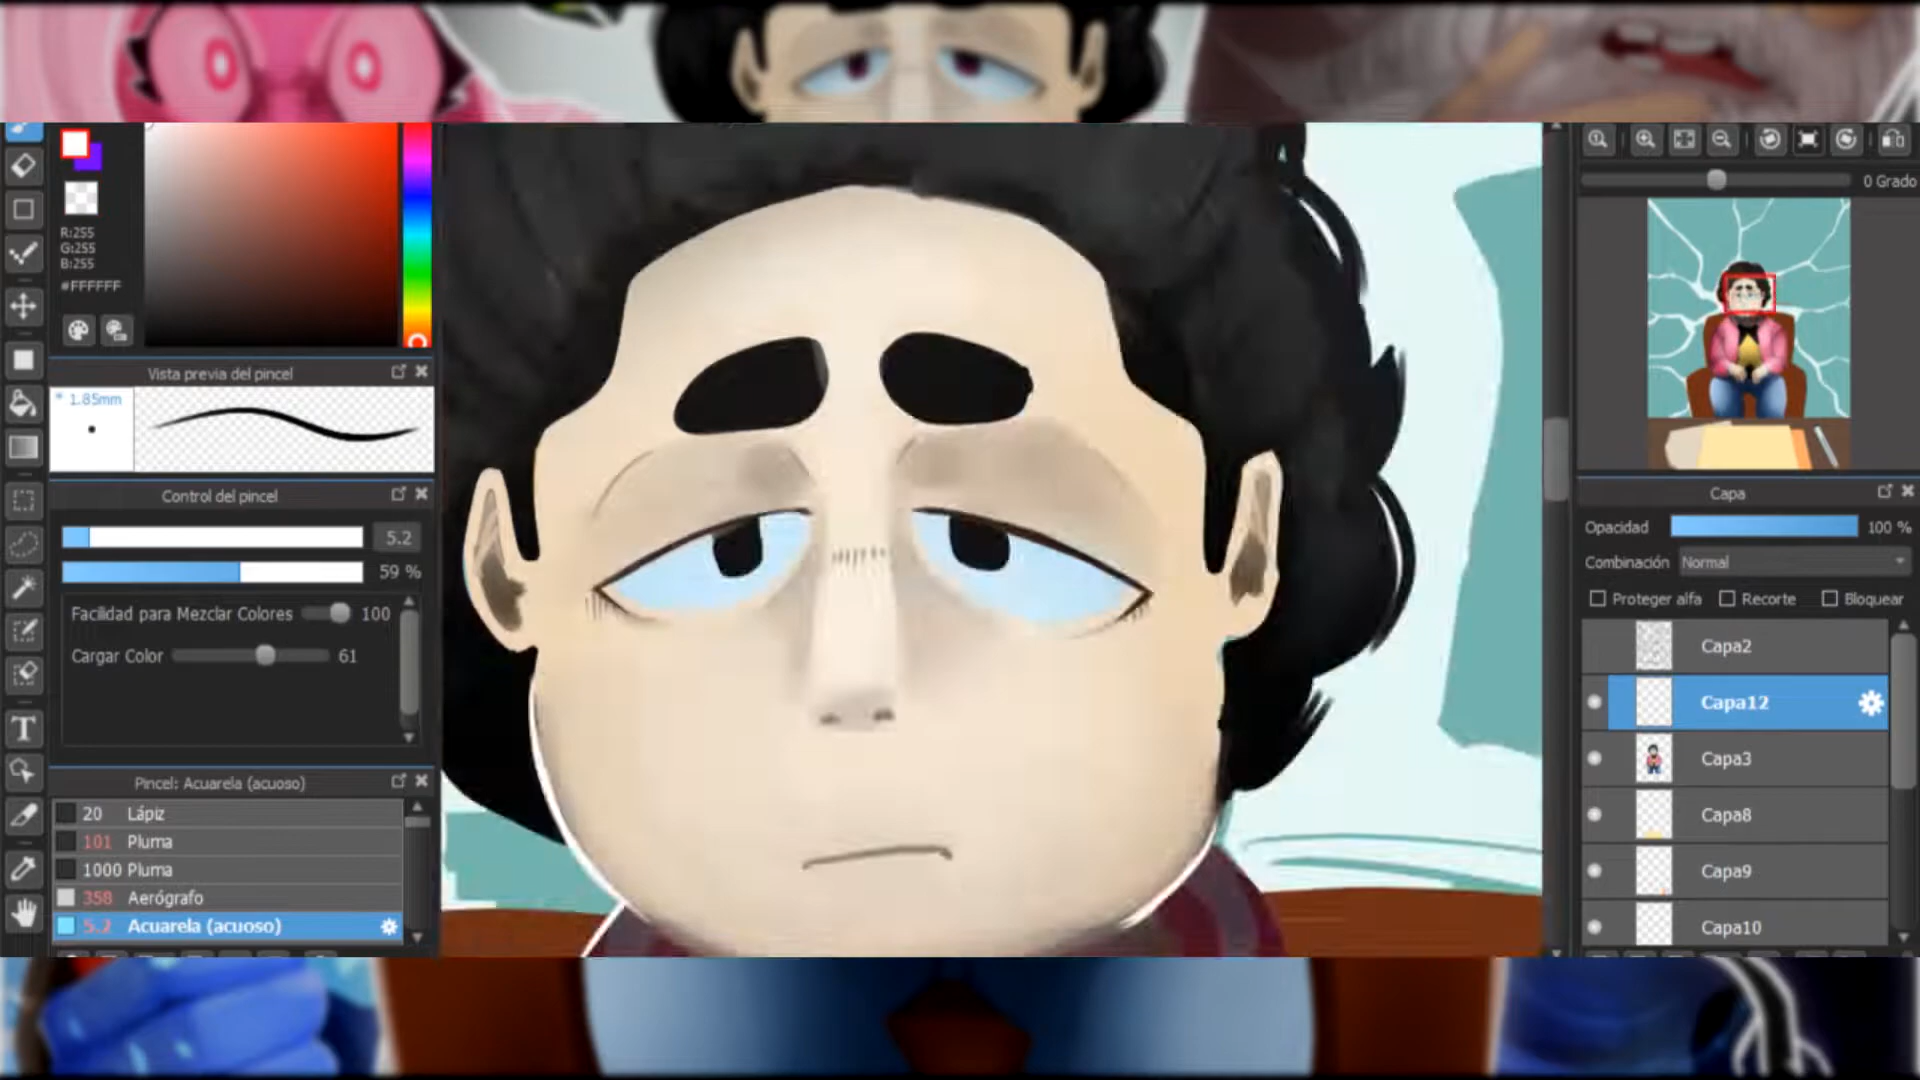 R:255
G:255
B:255
#FFFFFF
Vista previa del pincel
* 1.85mm
Control del pincel
5.2
59 %
Facilidad para Mezclar Colores 100
Cargar Color 61
Pincel: Acuarela (acuoso)
20 Lápiz
101 Pluma
1000 Pluma
358 Aerógrafo
5.2 Acuarela (acuoso)
T
0 Grado
Capa
Opacidad 100 %
Combinación Normal
Proteger alfa Recorte Bloquear
Capa2
Capa12
Capa3
Capa8
Capa9
Capa10